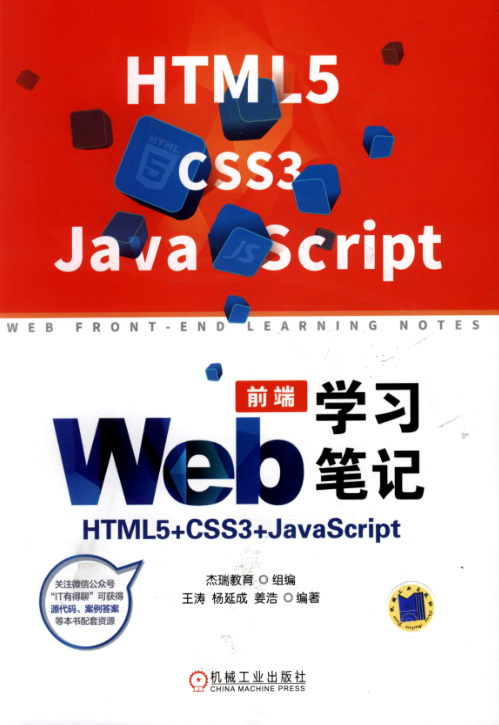 HTML5
CSS3
JavaScript
HTML
5
JS
WEB FRONT-END LEARNING NOTES
Web前端学习笔记
HTML5+CSS3+JavaScript
关注微信公众号
“IT有得聊”可获得
源代码、案例答案
等本书配套资源
杰瑞教育 ◎ 组编
王涛 杨延成 姜浩 ◎ 编著
机械工业出版社
CHINA MACHINE PRESS